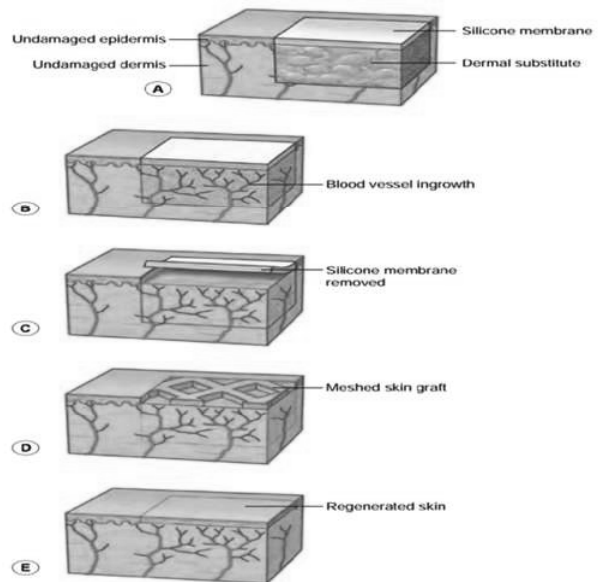 Undamaged epidermis
Silicone membrane
Undamaged dermis
Dermal substitute
A
Blood vessel ingrowth
B
Silicone membrane
removed
C
Meshed skin graft
D
Regenerated skin
E